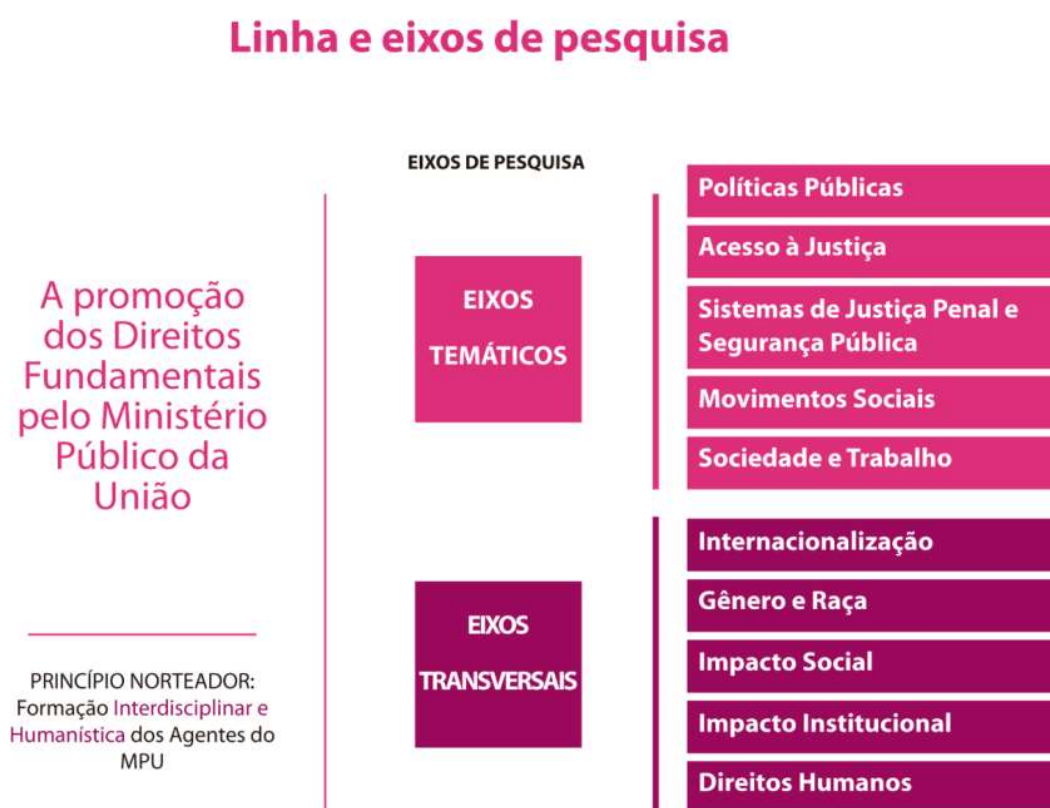 Linha e eixos de pesquisa
A promoção
dos Direitos
Fundamentais
pelo Ministério
Público da
União
PRINCÍPIO NORTEADOR:
Formação Interdisciplinar e
Humanística dos Agentes do
MPU
EIXOS DE PESQUISA
EIXOS
TEMÁTICOS
Políticas Públicas
Acesso à Justiça
Sistemas de Justiça Penal e
Segurança Pública
Movimentos Sociais
Sociedade e Trabalho
EIXOS
TRANSVERSAIS
Internacionalização
Gênero e Raça
Impacto Social
Impacto Institucional
Direitos Humanos